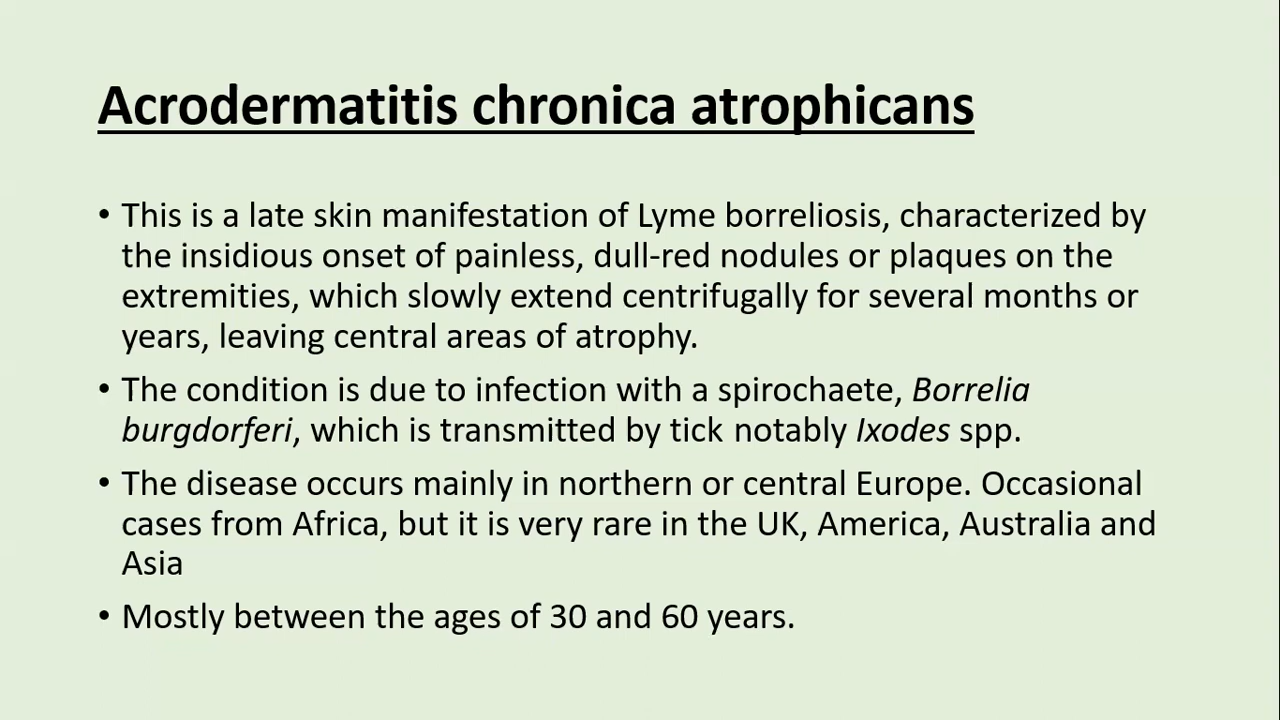 Acrodermatitis chronica atrophicans
• This is a late skin manifestation of Lyme borreliosis, characterized by
the insidious onset of painless, dull-red nodules or plaques on the
extremities, which slowly extend centrifugally for several months or
years, leaving central areas of atrophy.
• The condition is due to infection with a spirochaete, Borrelia
burgdorferi, which is transmitted by tick notably Ixodes spp.
• The disease occurs mainly in northern or central Europe. Occasional
cases from Africa, but it is very rare in the UK, America, Australia and
Asia
• Mostly between the ages of 30 and 60 years.